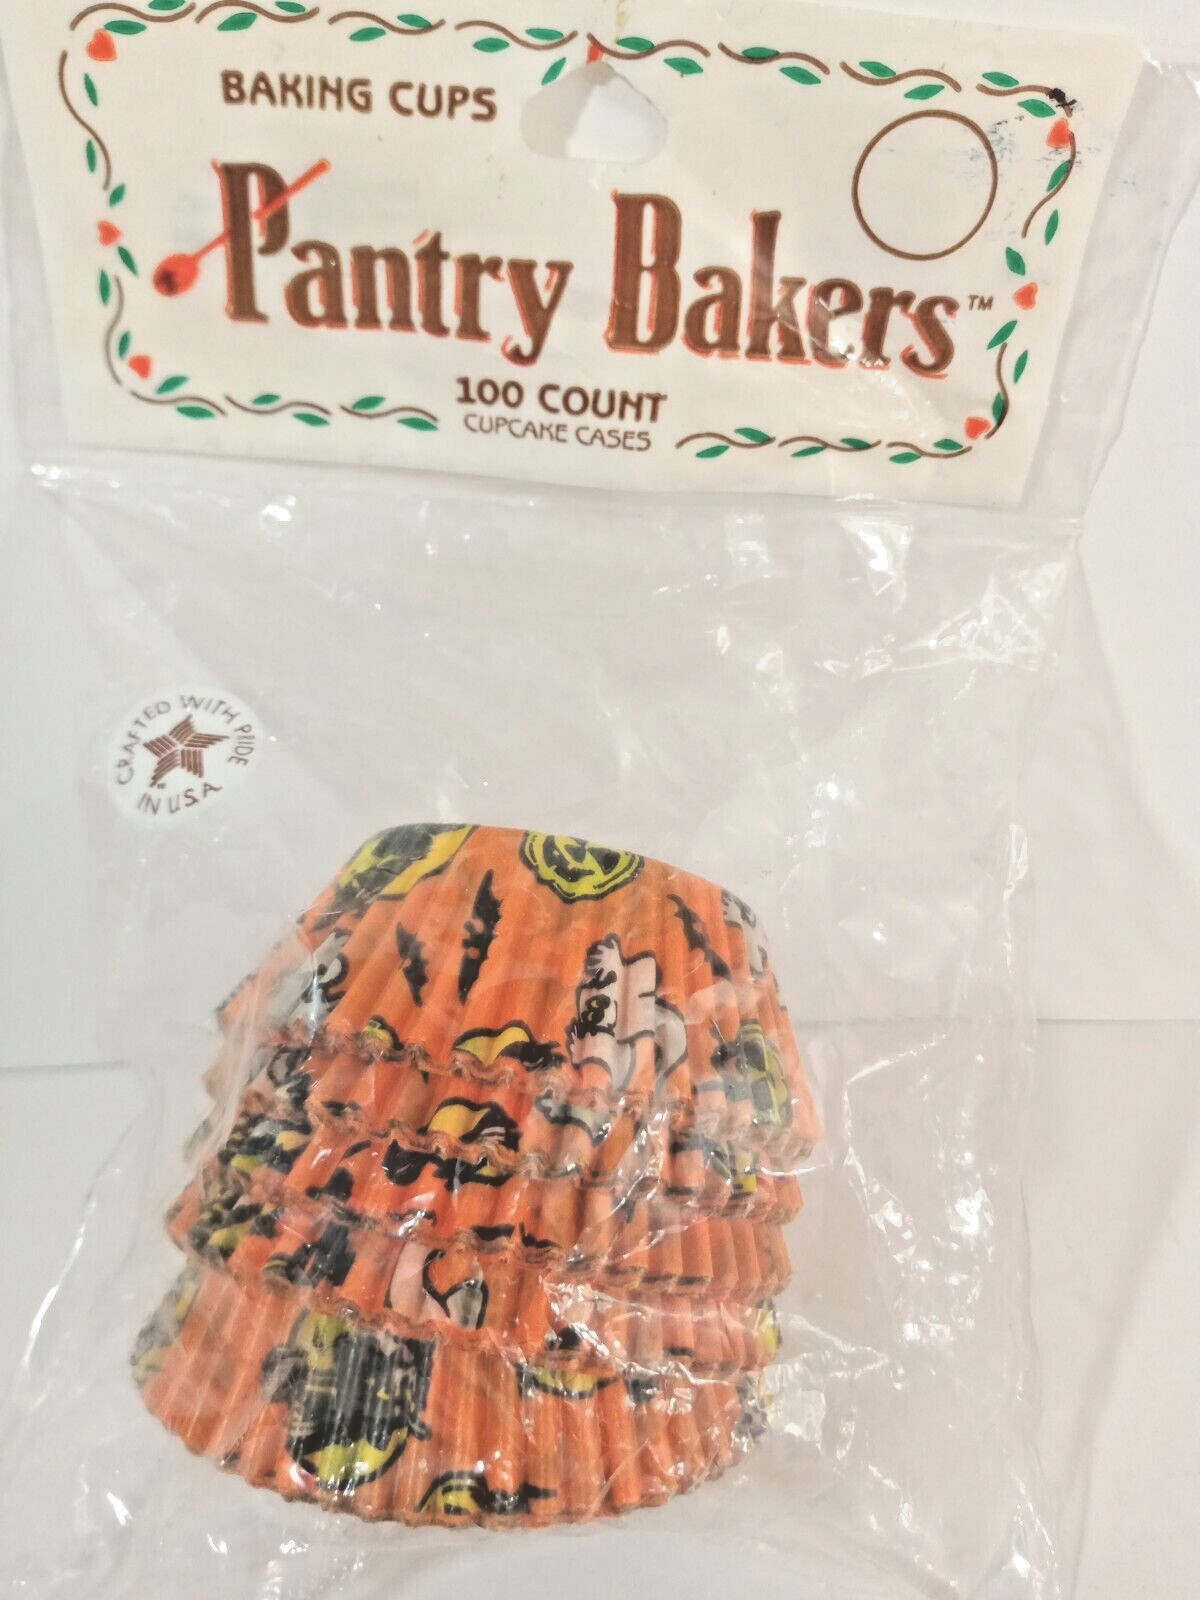 BAKING CUPS
Pantry Bakers™
100 COUNT
CUPCAKE CASES
CRAFTED WITH PRIDE
IN U.S.A